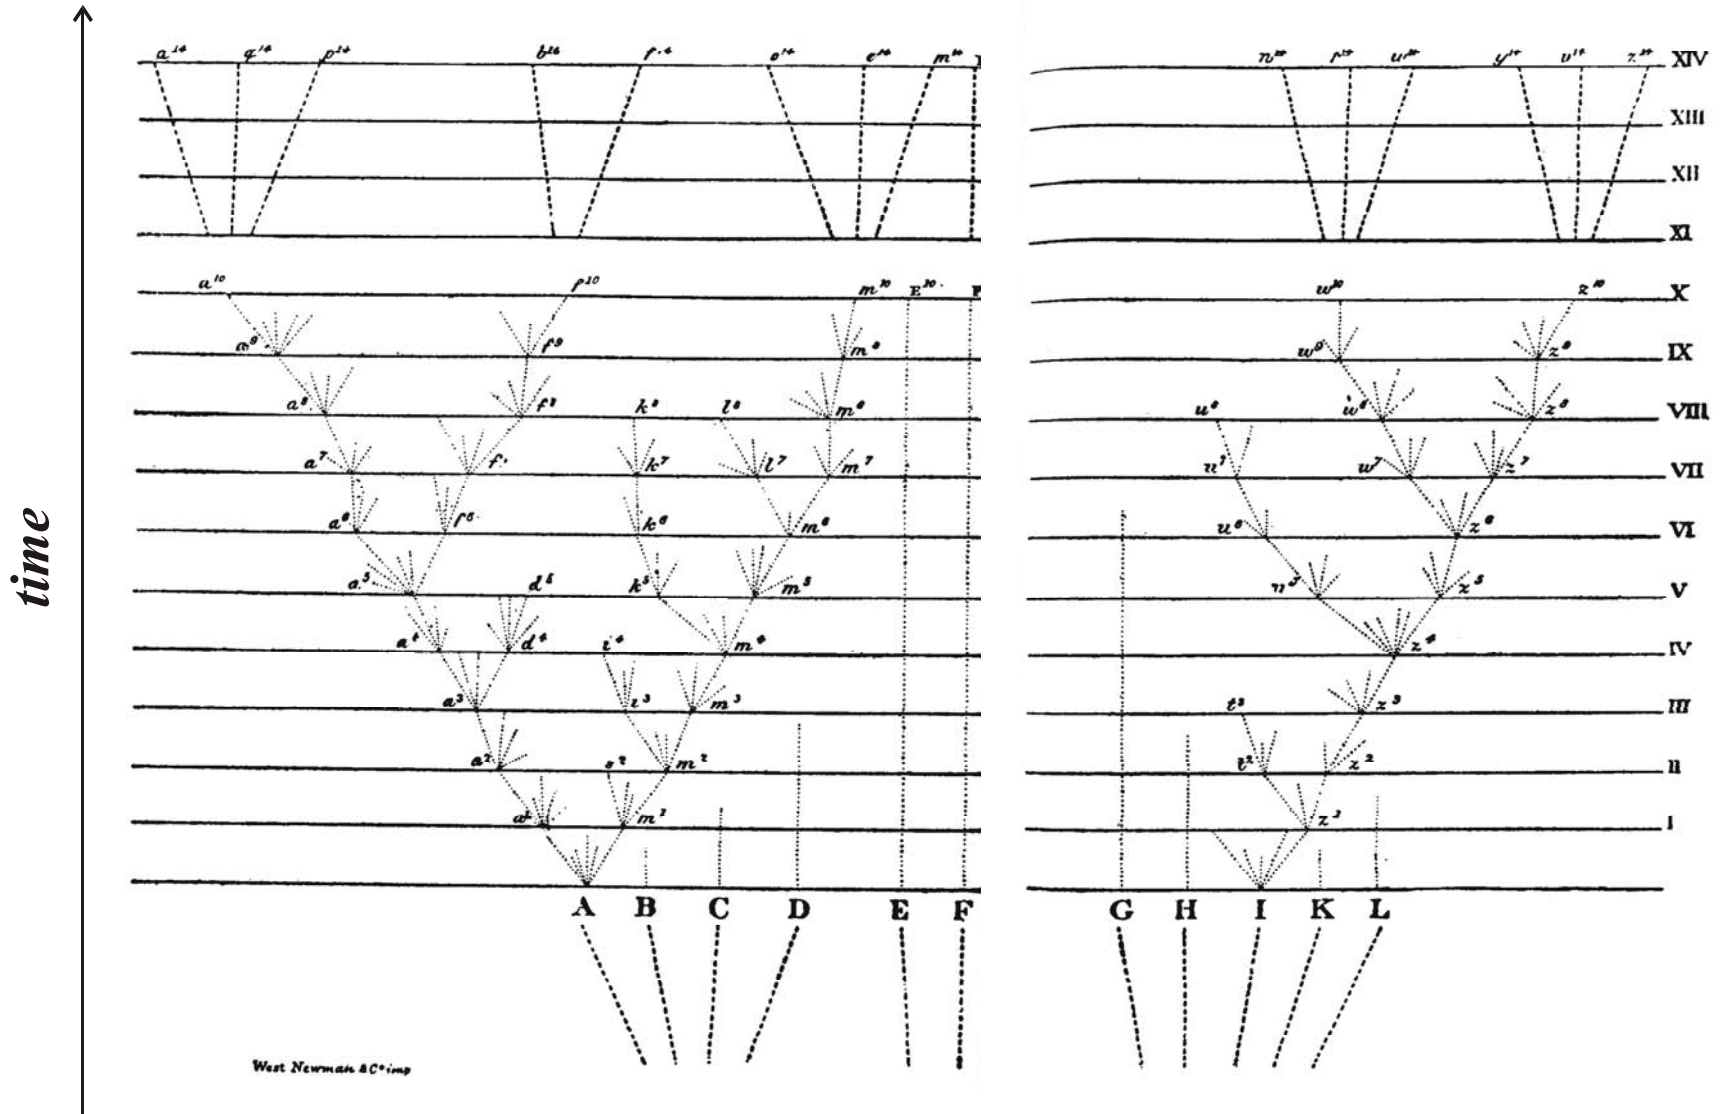 a¹⁴ q¹⁴ p¹⁴ b¹⁴ f¹⁴ o¹⁴ e¹⁴ m¹⁴ n¹⁴ r¹⁴ u¹⁴ y¹⁴ v¹⁴ z¹⁴ XIV
XIII
XII
XI
a¹⁰ f¹⁰ m¹⁰ E¹⁰ w¹⁰ z¹⁰ X
a⁹ f⁹ m⁹ w⁹ z⁹ IX
a⁸ f⁸ k⁸ l⁸ m⁸ u⁸ w⁸ z⁸ VIII
a⁷ f k⁷ l⁷ m⁷ u⁷ w⁷ z⁷ VII
a⁶ f⁶ k⁶ m⁶ u⁶ z⁶ VI
a⁵ d⁵ k⁵ m⁵ z⁵ V
a⁴ d⁴ i⁴ m⁴ z⁴ IV
a³ i³ m³ t³ z³ III
a² s² m² t² z² II
a¹ m¹ z¹ I
A B C D E F G H I K L
time
West Newman & Cº imp